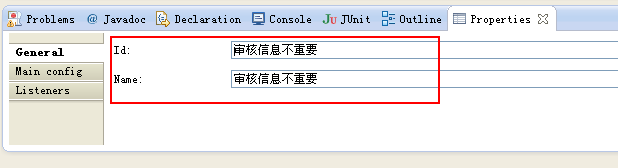 Problems @ Javadoc Declaration Console JUnit Outline Properties
General
Main config
Listeners
Id: 审核信息不重要
Name: 审核信息不重要